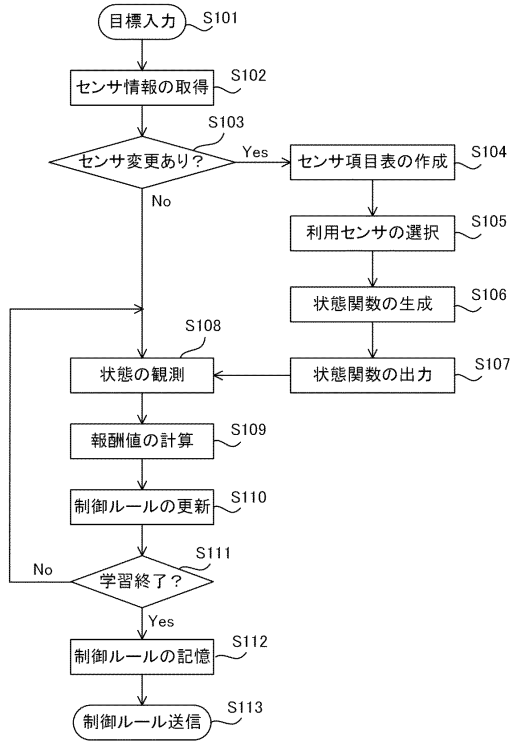 目標入力
S101
センサ情報の取得
S102
センサ変更あり？
S103
Yes
No
センサ項目表の作成
S104
利用センサの選択
S105
状態関数の生成
S106
状態関数の出力
S107
状態の観測
S108
報酬値の計算
S109
制御ルールの更新
S110
学習終了？
S111
No
Yes
制御ルールの記憶
S112
制御ルール送信
S113